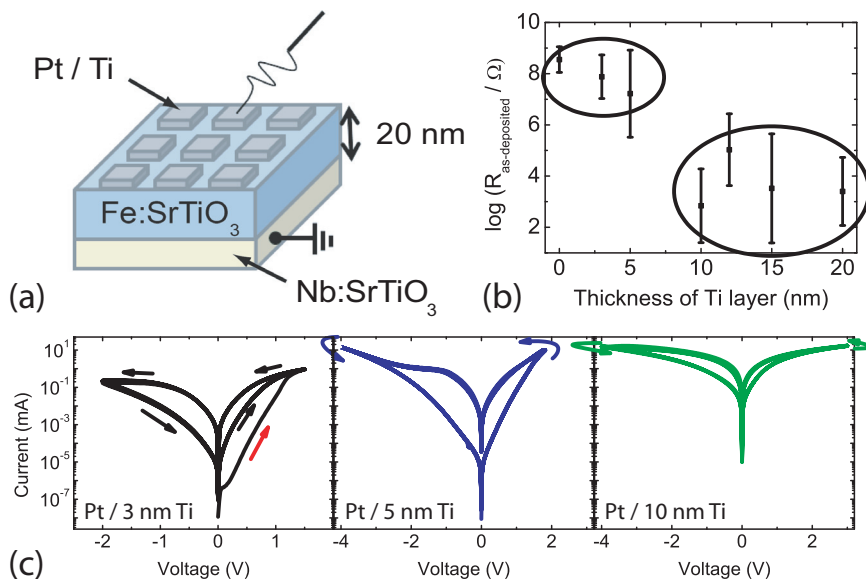 Pt / Ti
20 nm
Fe:SrTiO3
Nb:SrTiO3
(a)
log (R as-deposited / Ω)
10
8
6
4
2
0 5 10 15 20
Thickness of Ti layer (nm)
(b)
Current (mA)
10^1
10^-1
10^-3
10^-5
10^-7
Pt / 3 nm Ti
Pt / 5 nm Ti
Pt / 10 nm Ti
-2 -1 0 1
-4 -2 0 2
-4 -2 0 2
Voltage (V)
Voltage (V)
Voltage (V)
(c)